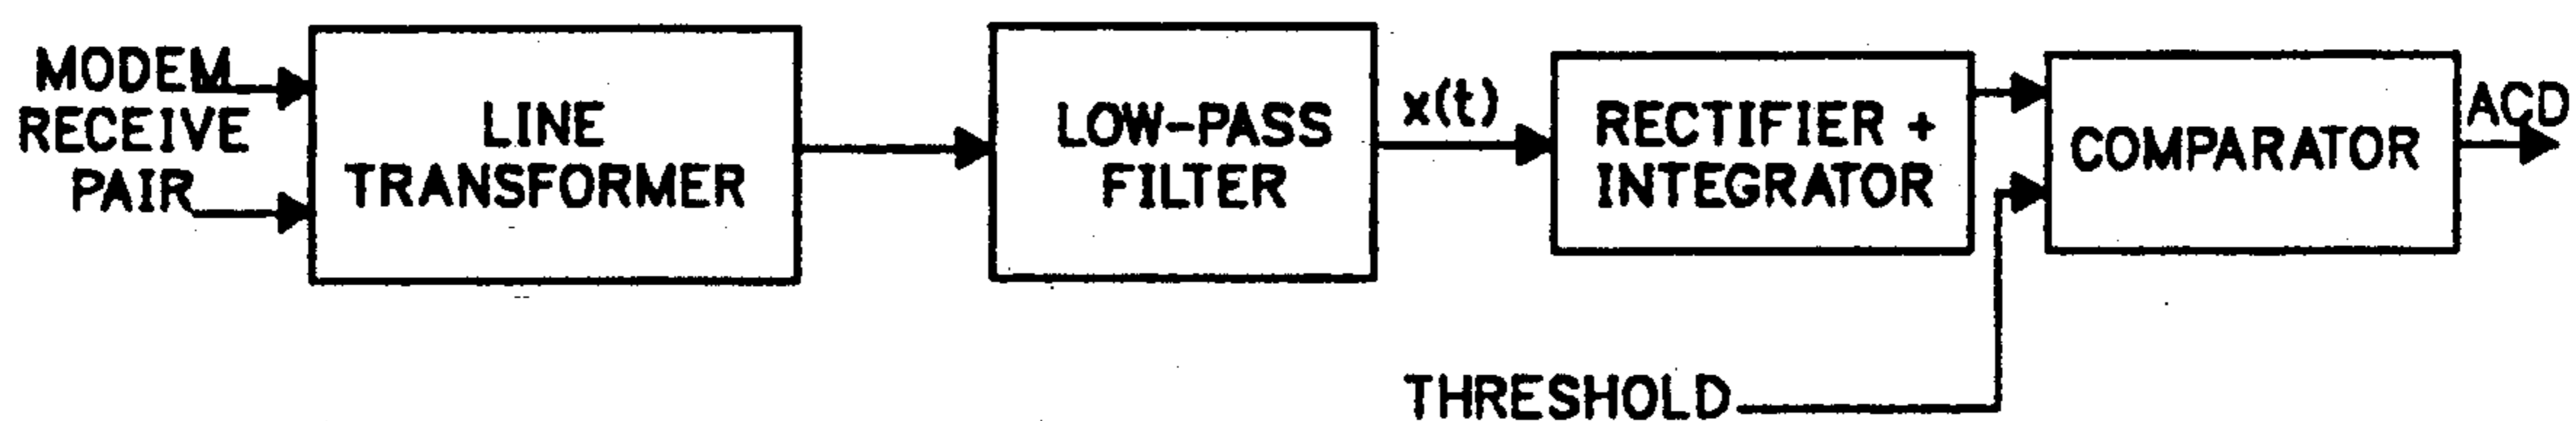 MODEM
RECEIVE
PAIR
LINE
TRANSFORMER
LOW-PASS
FILTER
x(t)
RECTIFIER +
INTEGRATOR
COMPARATOR
ACD
THRESHOLD